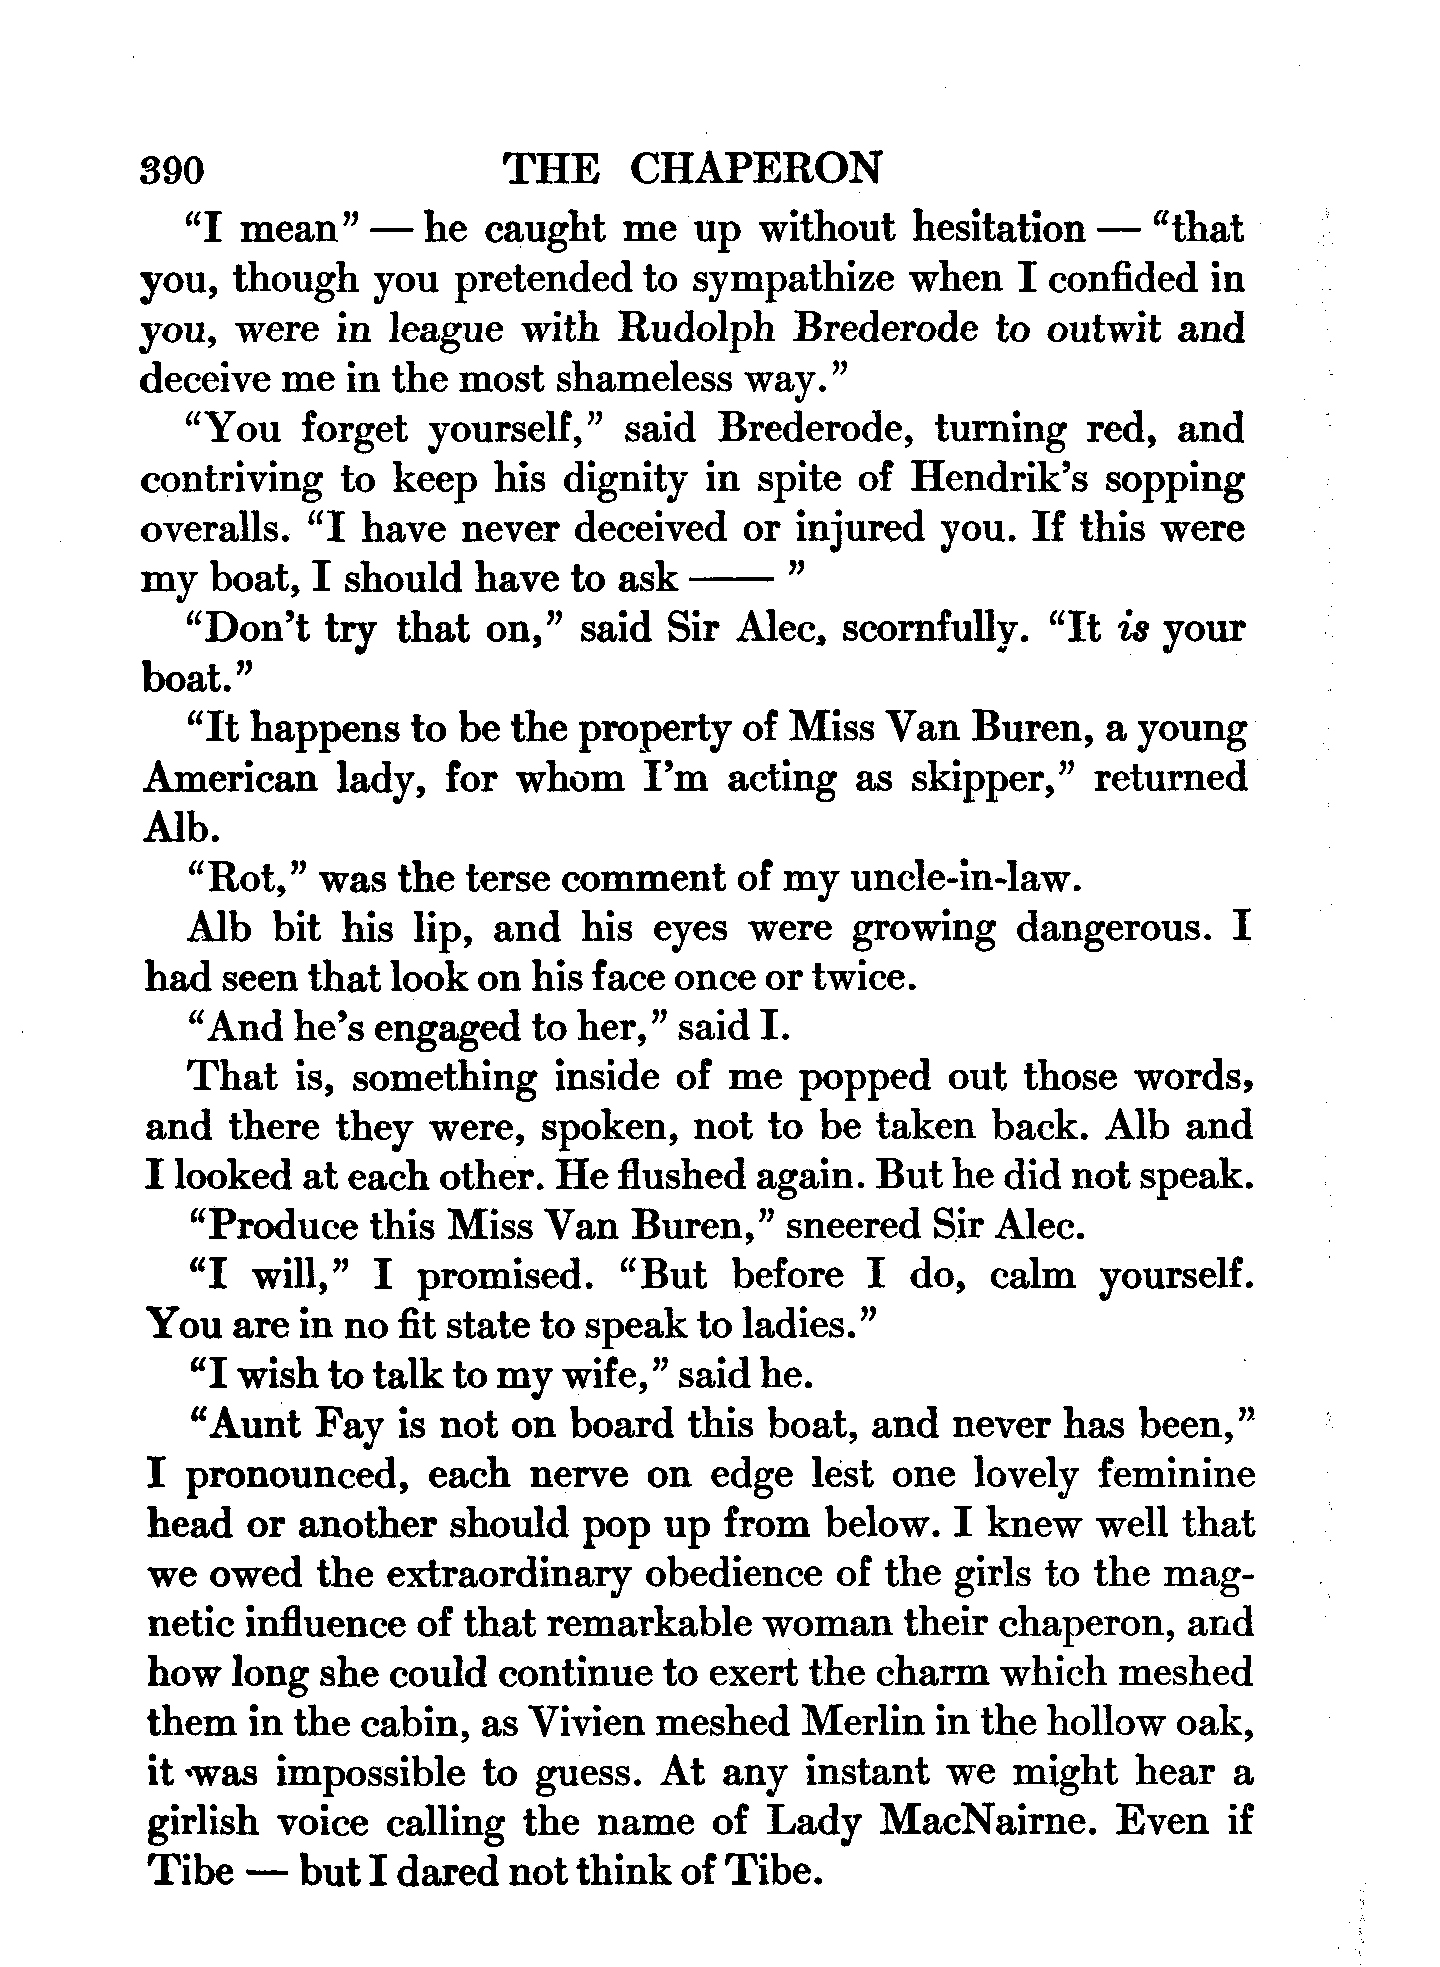 390 THE CHAPERON
“I mean” — he caught me up without hesitation — “that
you, though you pretended to sympathize when I confided in
you, were in league with Rudolph Brederode to outwit and
deceive me in the most shameless way.”
“You forget yourself,” said Brederode, turning red, and
contriving to keep his dignity in spite of Hendrik’s sopping
overalls. “I have never deceived or injured you. If this were
my boat, I should have to ask —— ”
“Don’t try that on,” said Sir Alec, scornfully. “It is your
boat.”
“It happens to be the property of Miss Van Buren, a young
American lady, for whom I’m acting as skipper,” returned
Alb.
“Rot,” was the terse comment of my uncle-in-law.
Alb bit his lip, and his eyes were growing dangerous. I
had seen that look on his face once or twice.
“And he’s engaged to her,” said I.
That is, something inside of me popped out those words,
and there they were, spoken, not to be taken back. Alb and
I looked at each other. He flushed again. But he did not speak.
“Produce this Miss Van Buren,” sneered Sir Alec.
“I will,” I promised. “But before I do, calm yourself.
You are in no fit state to speak to ladies.”
“I wish to talk to my wife,” said he.
“Aunt Fay is not on board this boat, and never has been,”
I pronounced, each nerve on edge lest one lovely feminine
head or another should pop up from below. I knew well that
we owed the extraordinary obedience of the girls to the mag-
netic influence of that remarkable woman their chaperon, and
how long she could continue to exert the charm which meshed
them in the cabin, as Vivien meshed Merlin in the hollow oak,
it was impossible to guess. At any instant we might hear a
girlish voice calling the name of Lady MacNairne. Even if
Tibe — but I dared not think of Tibe.